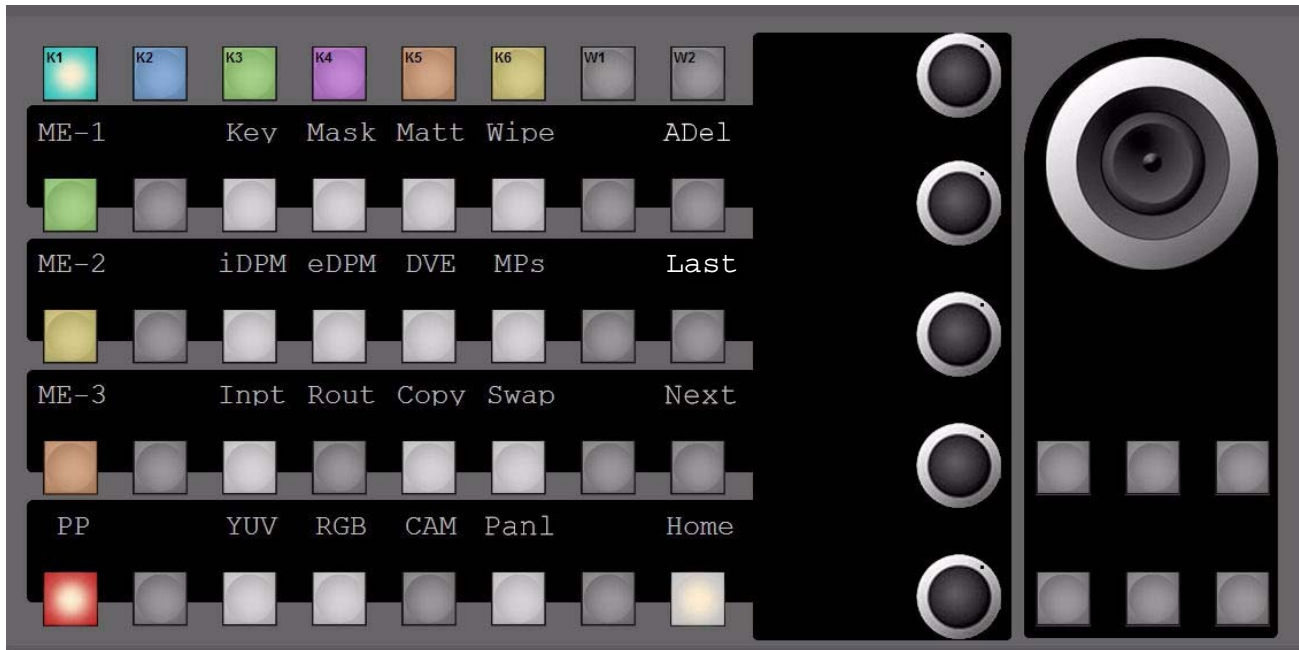 K1 K2 K3 K4 K5 K6 W1 W2
ME-1 Key Mask Matt Wipe ADel
ME-2 iDPM eDPM DVE MPs Last
ME-3 Inpt Rout Copy Swap Next
PP YUV RGB CAM Panl Home